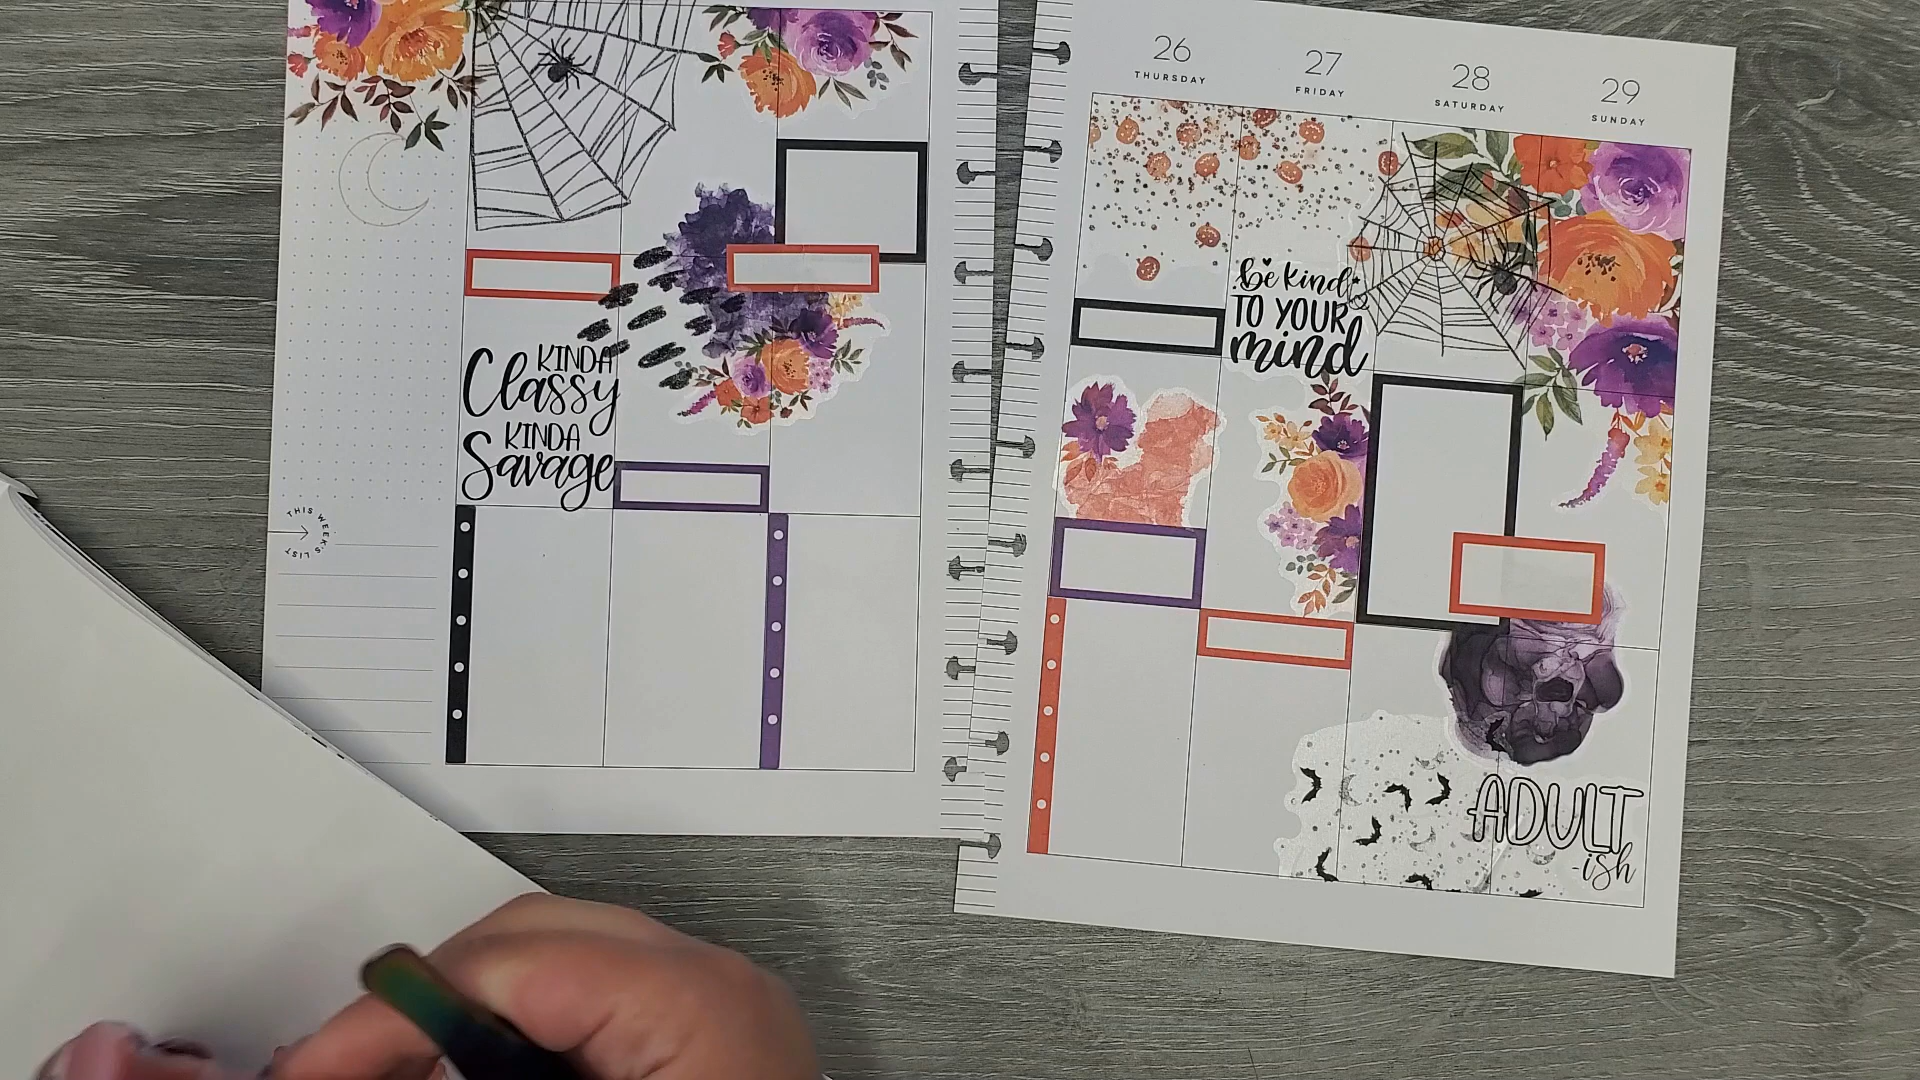 KINDA
Classy
KINDA
Savage
THIS WEEK'S LIST
26
THURSDAY
27
FRIDAY
28
SATURDAY
29
SUNDAY
be kind
TO YOUR
mind
ADULT
-ish